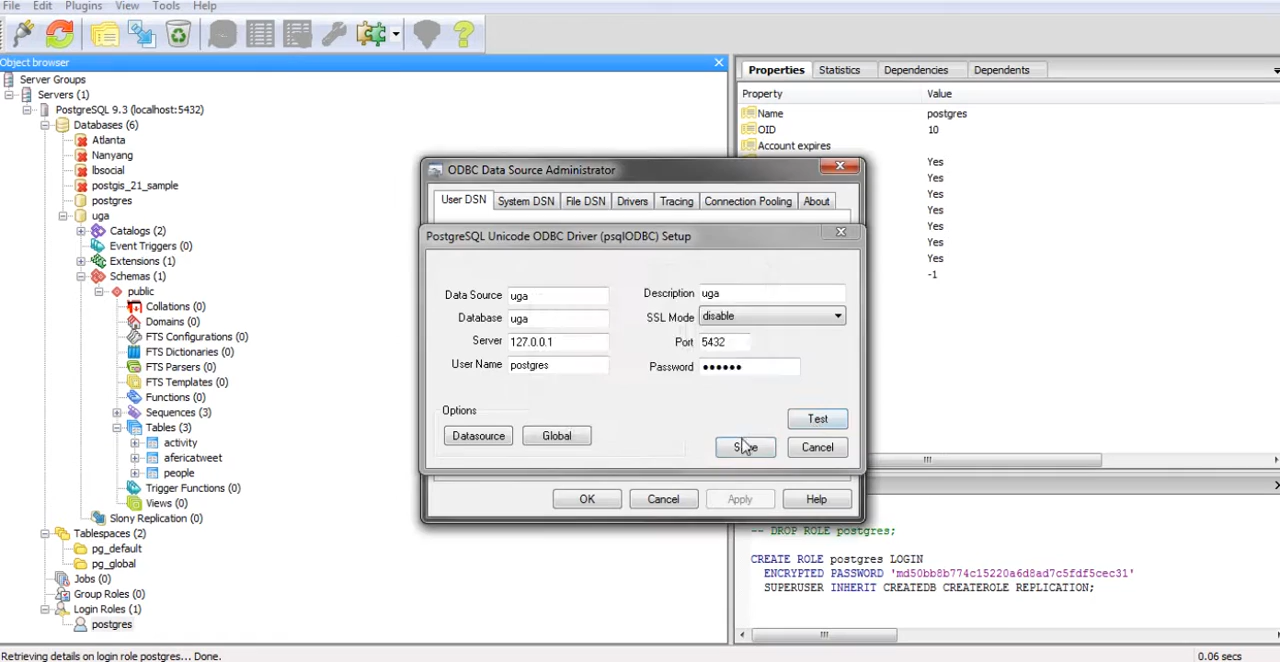 File Edit Plugins View Tools Help
Object browser
Server Groups
Servers (1)
PostgreSQL 9.3 (localhost:5432)
Databases (6)
Atlanta
Nanyang
lbsocial
postgis_21_sample
postgres
uga
Catalogs (2)
Event Triggers (0)
Extensions (1)
Schemas (1)
public
Collations (0)
Domains (0)
FTS Configurations (0)
FTS Dictionaries (0)
FTS Parsers (0)
FTS Templates (0)
Functions (0)
Sequences (3)
Tables (3)
activity
afericatweet
people
Trigger Functions (0)
Views (0)
Slony Replication (0)
Tablespaces (2)
pg_default
pg_global
Jobs (0)
Group Roles (0)
Login Roles (1)
postgres
Properties Statistics Dependencies Dependents
Property Value
Name postgres
OID 10
Account expires
Yes
Yes
Yes
Yes
Yes
Yes
Yes
-1
ODBC Data Source Administrator
User DSN System DSN File DSN Drivers Tracing Connection Pooling About
PostgreSQL Unicode ODBC Driver (psqlODBC) Setup
Data Source uga Description uga
Database uga SSL Mode disable
Server 127.0.0.1 Port 5432
User Name postgres Password ••••••
Options
Test
Datasource Global
Cancel
OK Cancel Apply Help
-- DROP ROLE postgres;
CREATE ROLE postgres LOGIN
ENCRYPTED PASSWORD 'md50bb8b774c15220a6d8ad7c5fdf5cec31'
SUPERUSER INHERIT CREATEDB CREATEROLE REPLICATION;
Retrieving details on login role postgres... Done. 0.06 secs